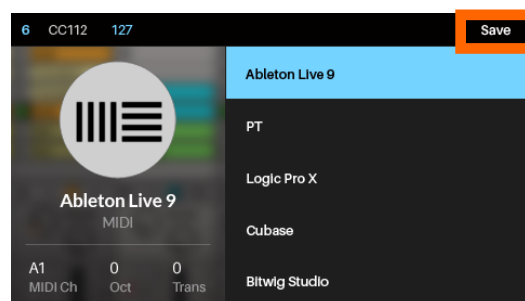 6 CC112 127 Save
Ableton Live 9
MIDI
A1 0 0
MIDI Ch Oct Trans
Ableton Live 9
PT
Logic Pro X
Cubase
Bitwig Studio